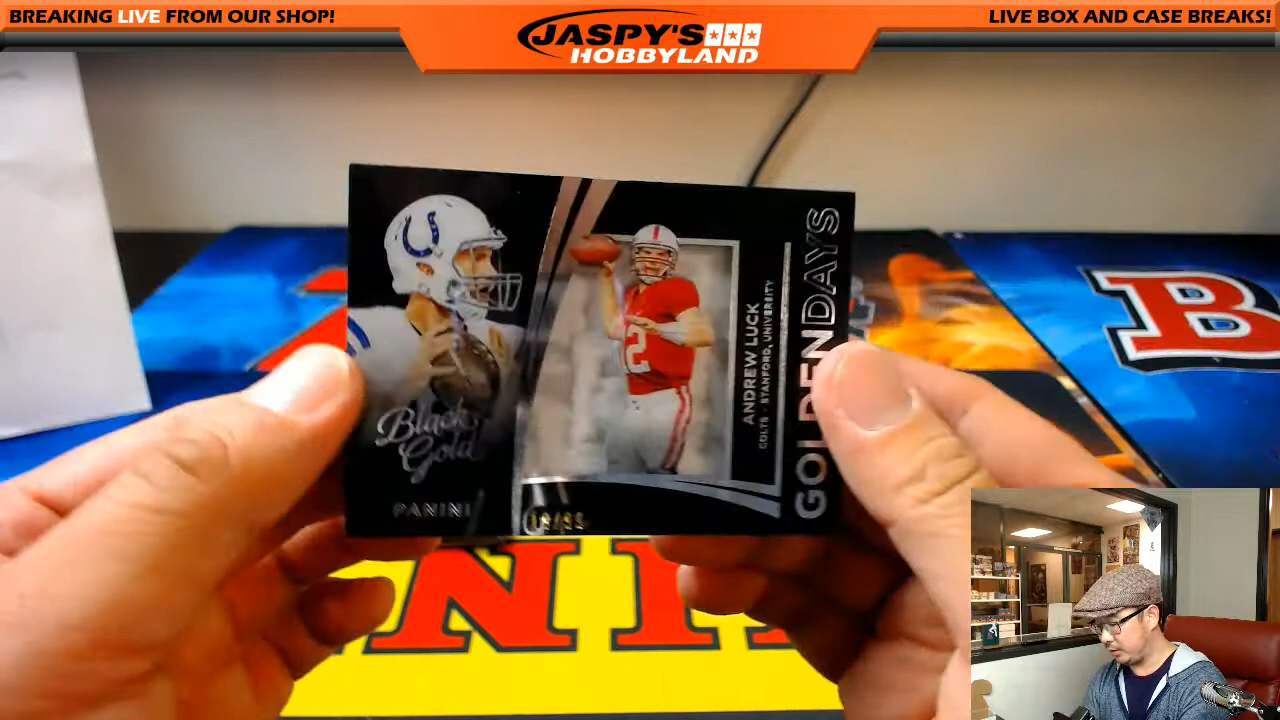 BREAKING LIVE FROM OUR SHOP!
JASPY'S
HOBBYLAND
LIVE BOX AND CASE BREAKS!
Black
Gold
PANINI
12
ANDREW LUCK
COLTS · STANFORD, UNIVERSITY
GOLDEN DAYS
B